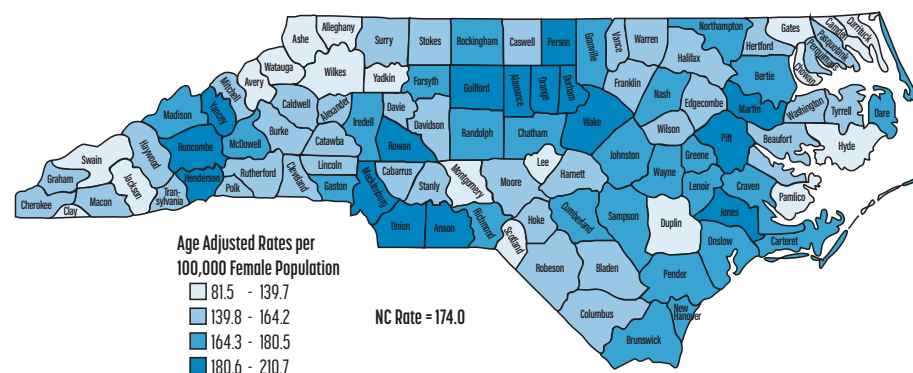 Ashe
Alleghany
Surry
Stokes
Rockingham
Caswell
Person
Granville
Vance
Warren
Northampton
Gates
Camden
Currituck
Pasquotank
Perquimans
Chowan
Hertford
Halifax
Watauga
Wilkes
Yadkin
Forsyth
Guilford
Alamance
Orange
Durham
Franklin
Nash
Edgecombe
Bertie
Martin
Washington
Tyrrell
Dare
Avery
Mitchell
Yancey
Madison
Caldwell
Alexander
Iredell
Davie
Davidson
Randolph
Chatham
Wake
Wilson
Pitt
Beaufort
Hyde
Buncombe
McDowell
Burke
Catawba
Rowan
Haywood
Swain
Graham
Cherokee
Clay
Macon
Jackson
Tran-
sylvania
Henderson
Polk
Rutherford
Cleveland
Lincoln
Gaston
Mecklenburg
Cabarrus
Stanly
Montgomery
Moore
Lee
Harnett
Johnston
Wayne
Greene
Lenoir
Craven
Pamlico
Union
Anson
Richmond
Scotland
Hoke
Cumberland
Sampson
Duplin
Jones
Onslow
Carteret
Robeson
Bladen
Pender
New
Hanover
Columbus
Brunswick
Age Adjusted Rates per
100,000 Female Population
81.5 - 139.7
139.8 - 164.2
164.3 - 180.5
180.6 - 210.7
NC Rate = 174.0